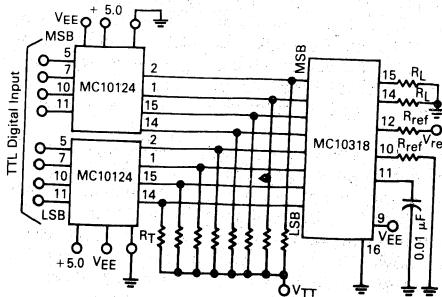 VEE + 5.0
MSB
5
7
10
11
MC10124
2
1
15
14
TTL Digital Input
5
7
10
11
LSB
MC10124
2
1
15
14
+5.0 VEE
RT
VTT
MSB
LSB
MC10318
15 RL
14 RL
12 Rref
10 Rref
11
9
VEE
16
0.01 µF